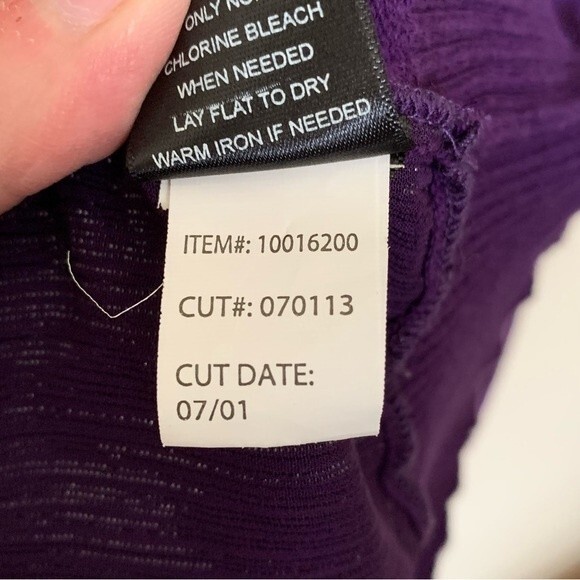 ONLY NON
CHLORINE BLEACH
WHEN NEEDED
LAY FLAT TO DRY
WARM IRON IF NEEDED
ITEM#: 10016200
CUT#: 070113
CUT DATE:
07/01